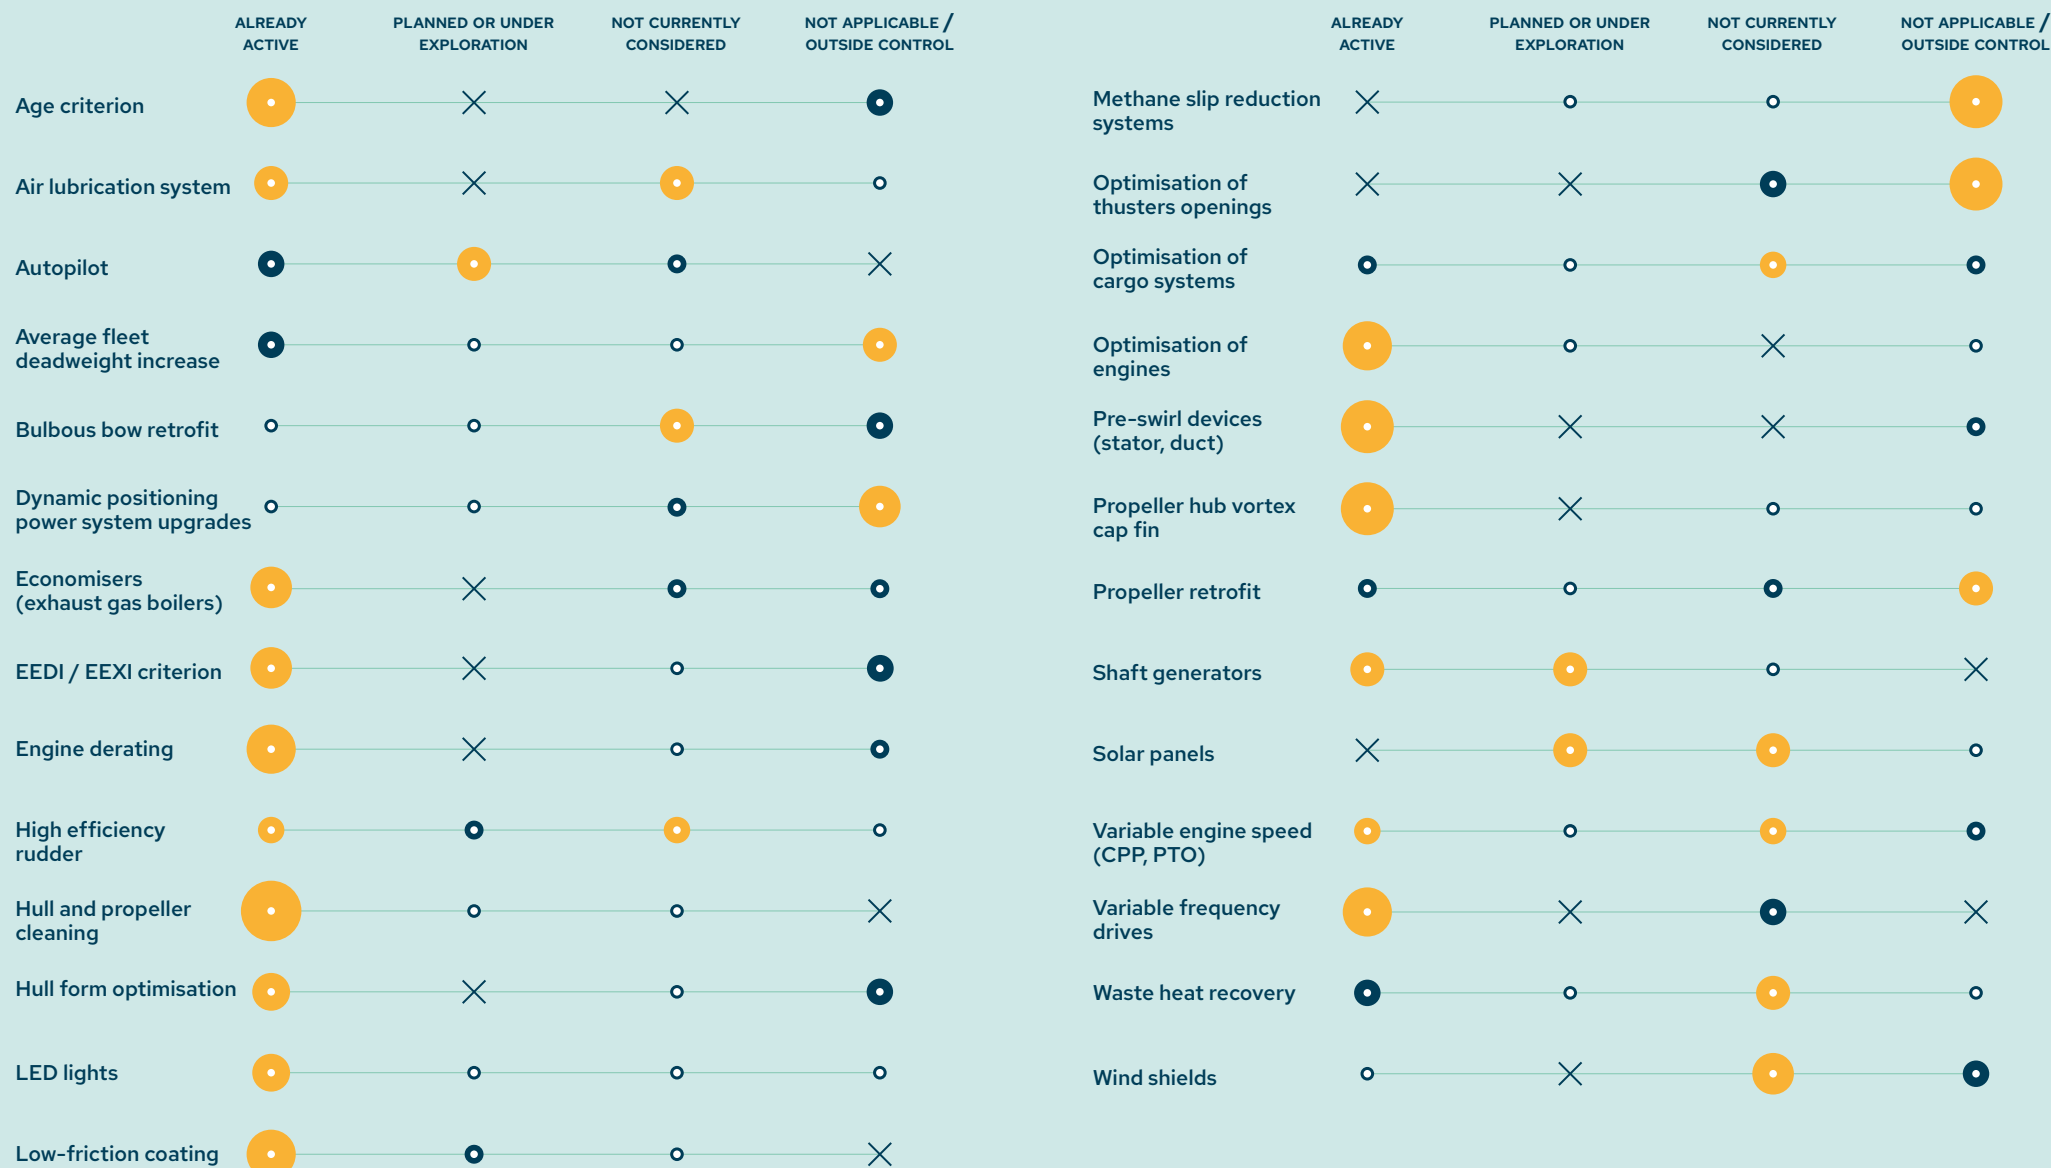 ALREADY
ACTIVE
PLANNED OR UNDER
EXPLORATION
NOT CURRENTLY
CONSIDERED
NOT APPLICABLE /
OUTSIDE CONTROL
Age criterion
Air lubrication system
Autopilot
Average fleet
deadweight increase
Bulbous bow retrofit
Dynamic positioning
power system upgrades
Economisers
(exhaust gas boilers)
EEDI / EEXI criterion
Engine derating
High efficiency
rudder
Hull and propeller
cleaning
Hull form optimisation
LED lights
Low-friction coating
ALREADY
ACTIVE
PLANNED OR UNDER
EXPLORATION
NOT CURRENTLY
CONSIDERED
NOT APPLICABLE /
OUTSIDE CONTROL
Methane slip reduction
systems
Optimisation of
thusters openings
Optimisation of
cargo systems
Optimisation of
engines
Pre-swirl devices
(stator, duct)
Propeller hub vortex
cap fin
Propeller retrofit
Shaft generators
Solar panels
Variable engine speed
(CPP, PTO)
Variable frequency
drives
Waste heat recovery
Wind shields